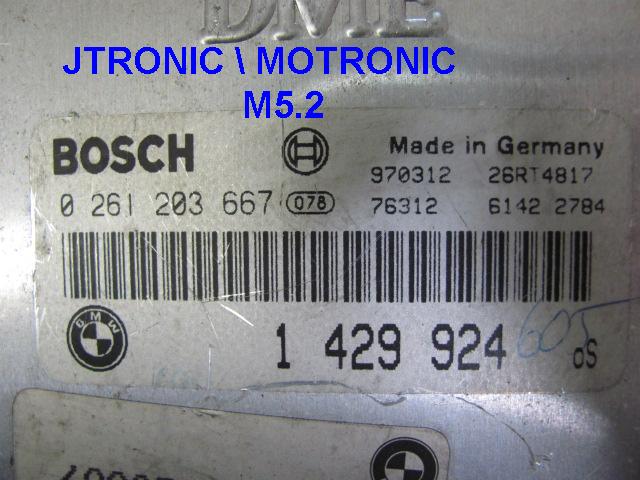 DME
JTRONIC \ MOTRONIC
M5.2
BOSCH
Made in Germany
970312 26RT4817
0 261 203 667 078 76312 6142 2784
BMW
1 429 924 605 oS